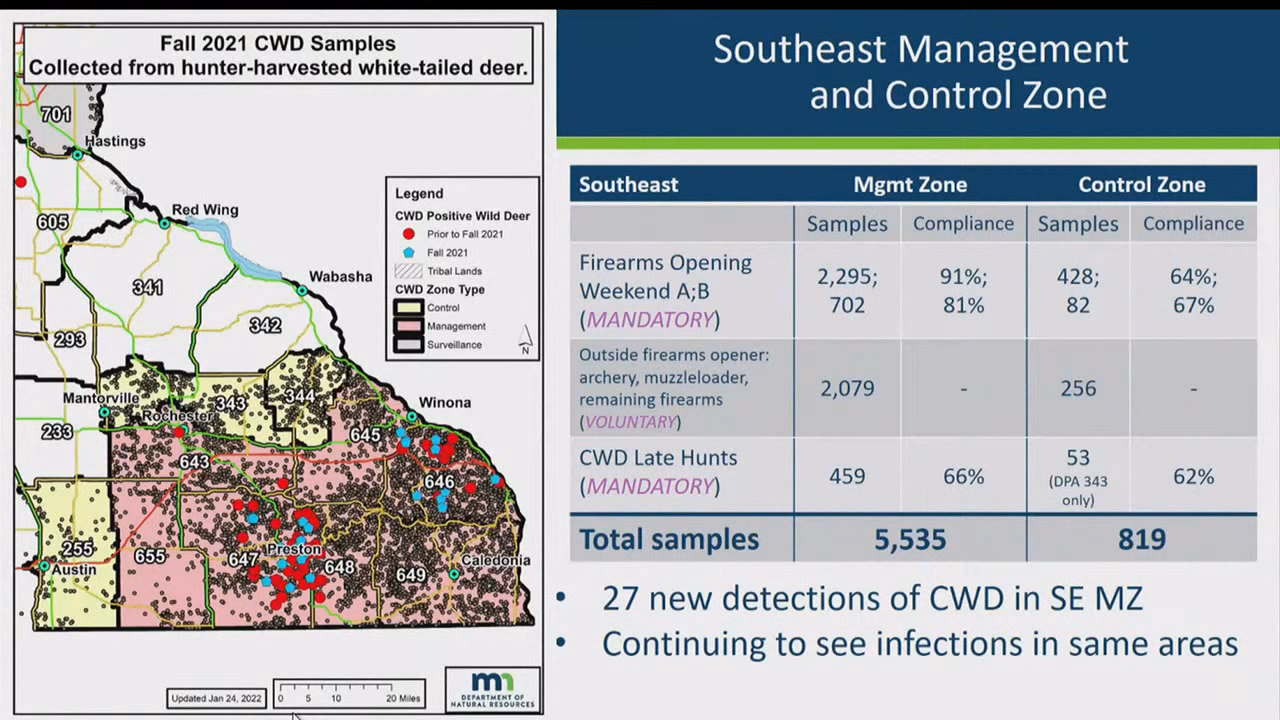 Fall 2021 CWD Samples
Collected from hunter-harvested white-tailed deer.
701
Hastings
605
Red Wing
Wabasha
341
342
293
Mantorville
Rochester
343
344
Winona
233
645
643
646
255
655
647
Preston
648
649
Caledonia
Austin
Legend
CWD Positive Wild Deer
Prior to Fall 2021
Fall 2021
Tribal Lands
CWD Zone Type
Control
Management
Surveillance
N
Updated Jan 24, 2022
0 5 10 20 Miles
mn
DEPARTMENT OF
NATURAL RESOURCES
Southeast Management
and Control Zone
Southeast Mgmt Zone Control Zone
Samples Compliance Samples Compliance
Firearms Opening
Weekend A;B
(MANDATORY)
2,295;
702
91%;
81%
428;
82
64%;
67%
Outside firearms opener:
archery, muzzleloader,
remaining firearms
(VOLUNTARY)
2,079 - 256 -
CWD Late Hunts
(MANDATORY)
459 66%
53
(DPA 343
only)
62%
Total samples 5,535 819
• 27 new detections of CWD in SE MZ
• Continuing to see infections in same areas